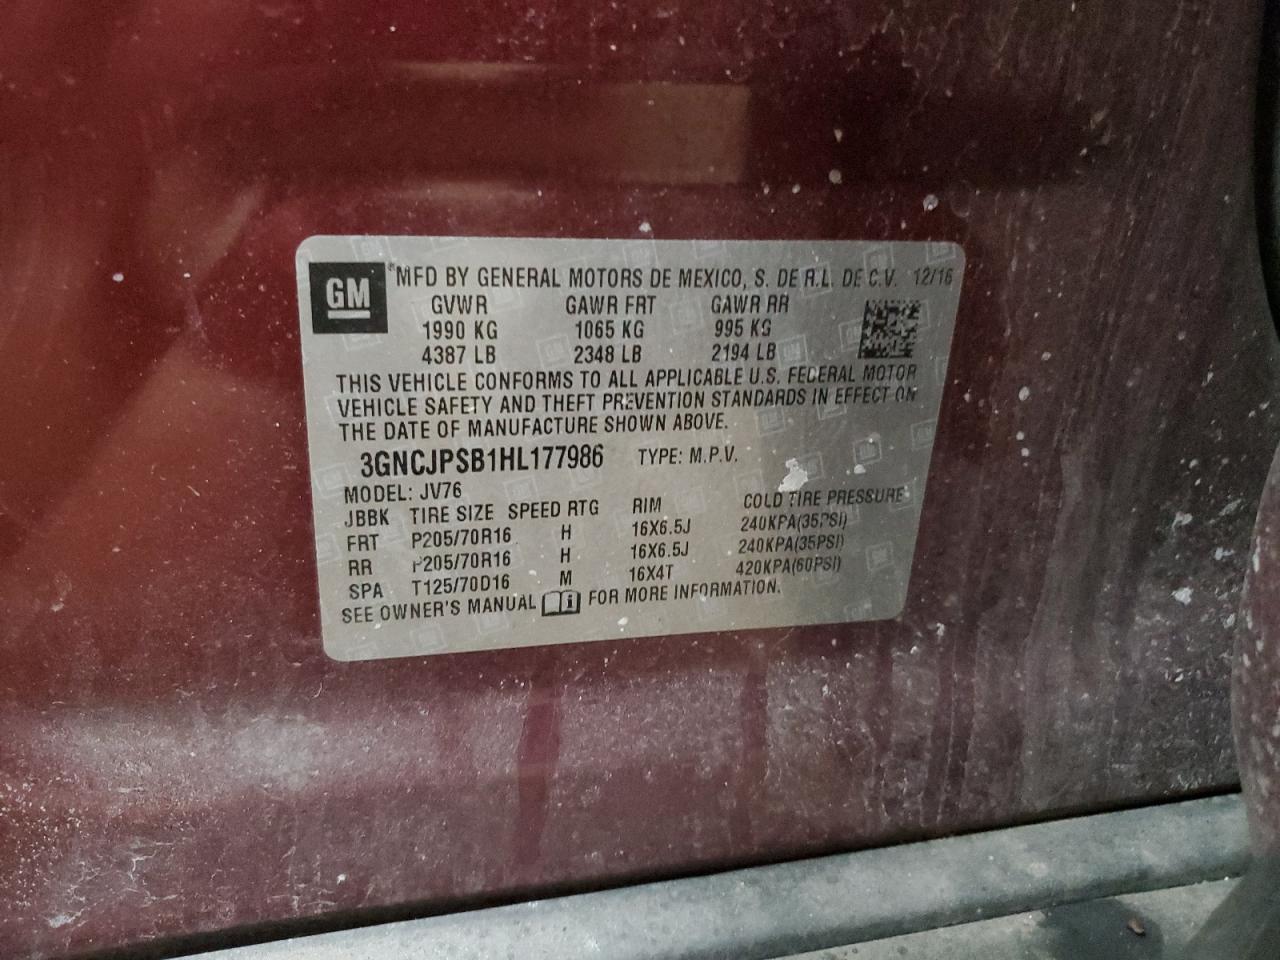 GM
MFD BY GENERAL MOTORS DE MEXICO, S. DE R.L. DE C.V. 12/16
GVWR GAWR FRT GAWR RR
1990 KG 1065 KG 995 KG
4387 LB 2348 LB 2194 LB
THIS VEHICLE CONFORMS TO ALL APPLICABLE U.S. FEDERAL MOTOR
VEHICLE SAFETY AND THEFT PREVENTION STANDARDS IN EFFECT ON
THE DATE OF MANUFACTURE SHOWN ABOVE.
3GNCJPSB1HL177986 TYPE: M.P.V.
MODEL: JV76
JBBK TIRE SIZE SPEED RTG RIM COLD TIRE PRESSURE
FRT P205/70R16 H 16X6.5J 240KPA(35PSI)
RR P205/70R16 H 16X6.5J 240KPA(35PSI)
SPA T125/70D16 M 16X4T 420KPA(60PSI)
SEE OWNER'S MANUAL FOR MORE INFORMATION.